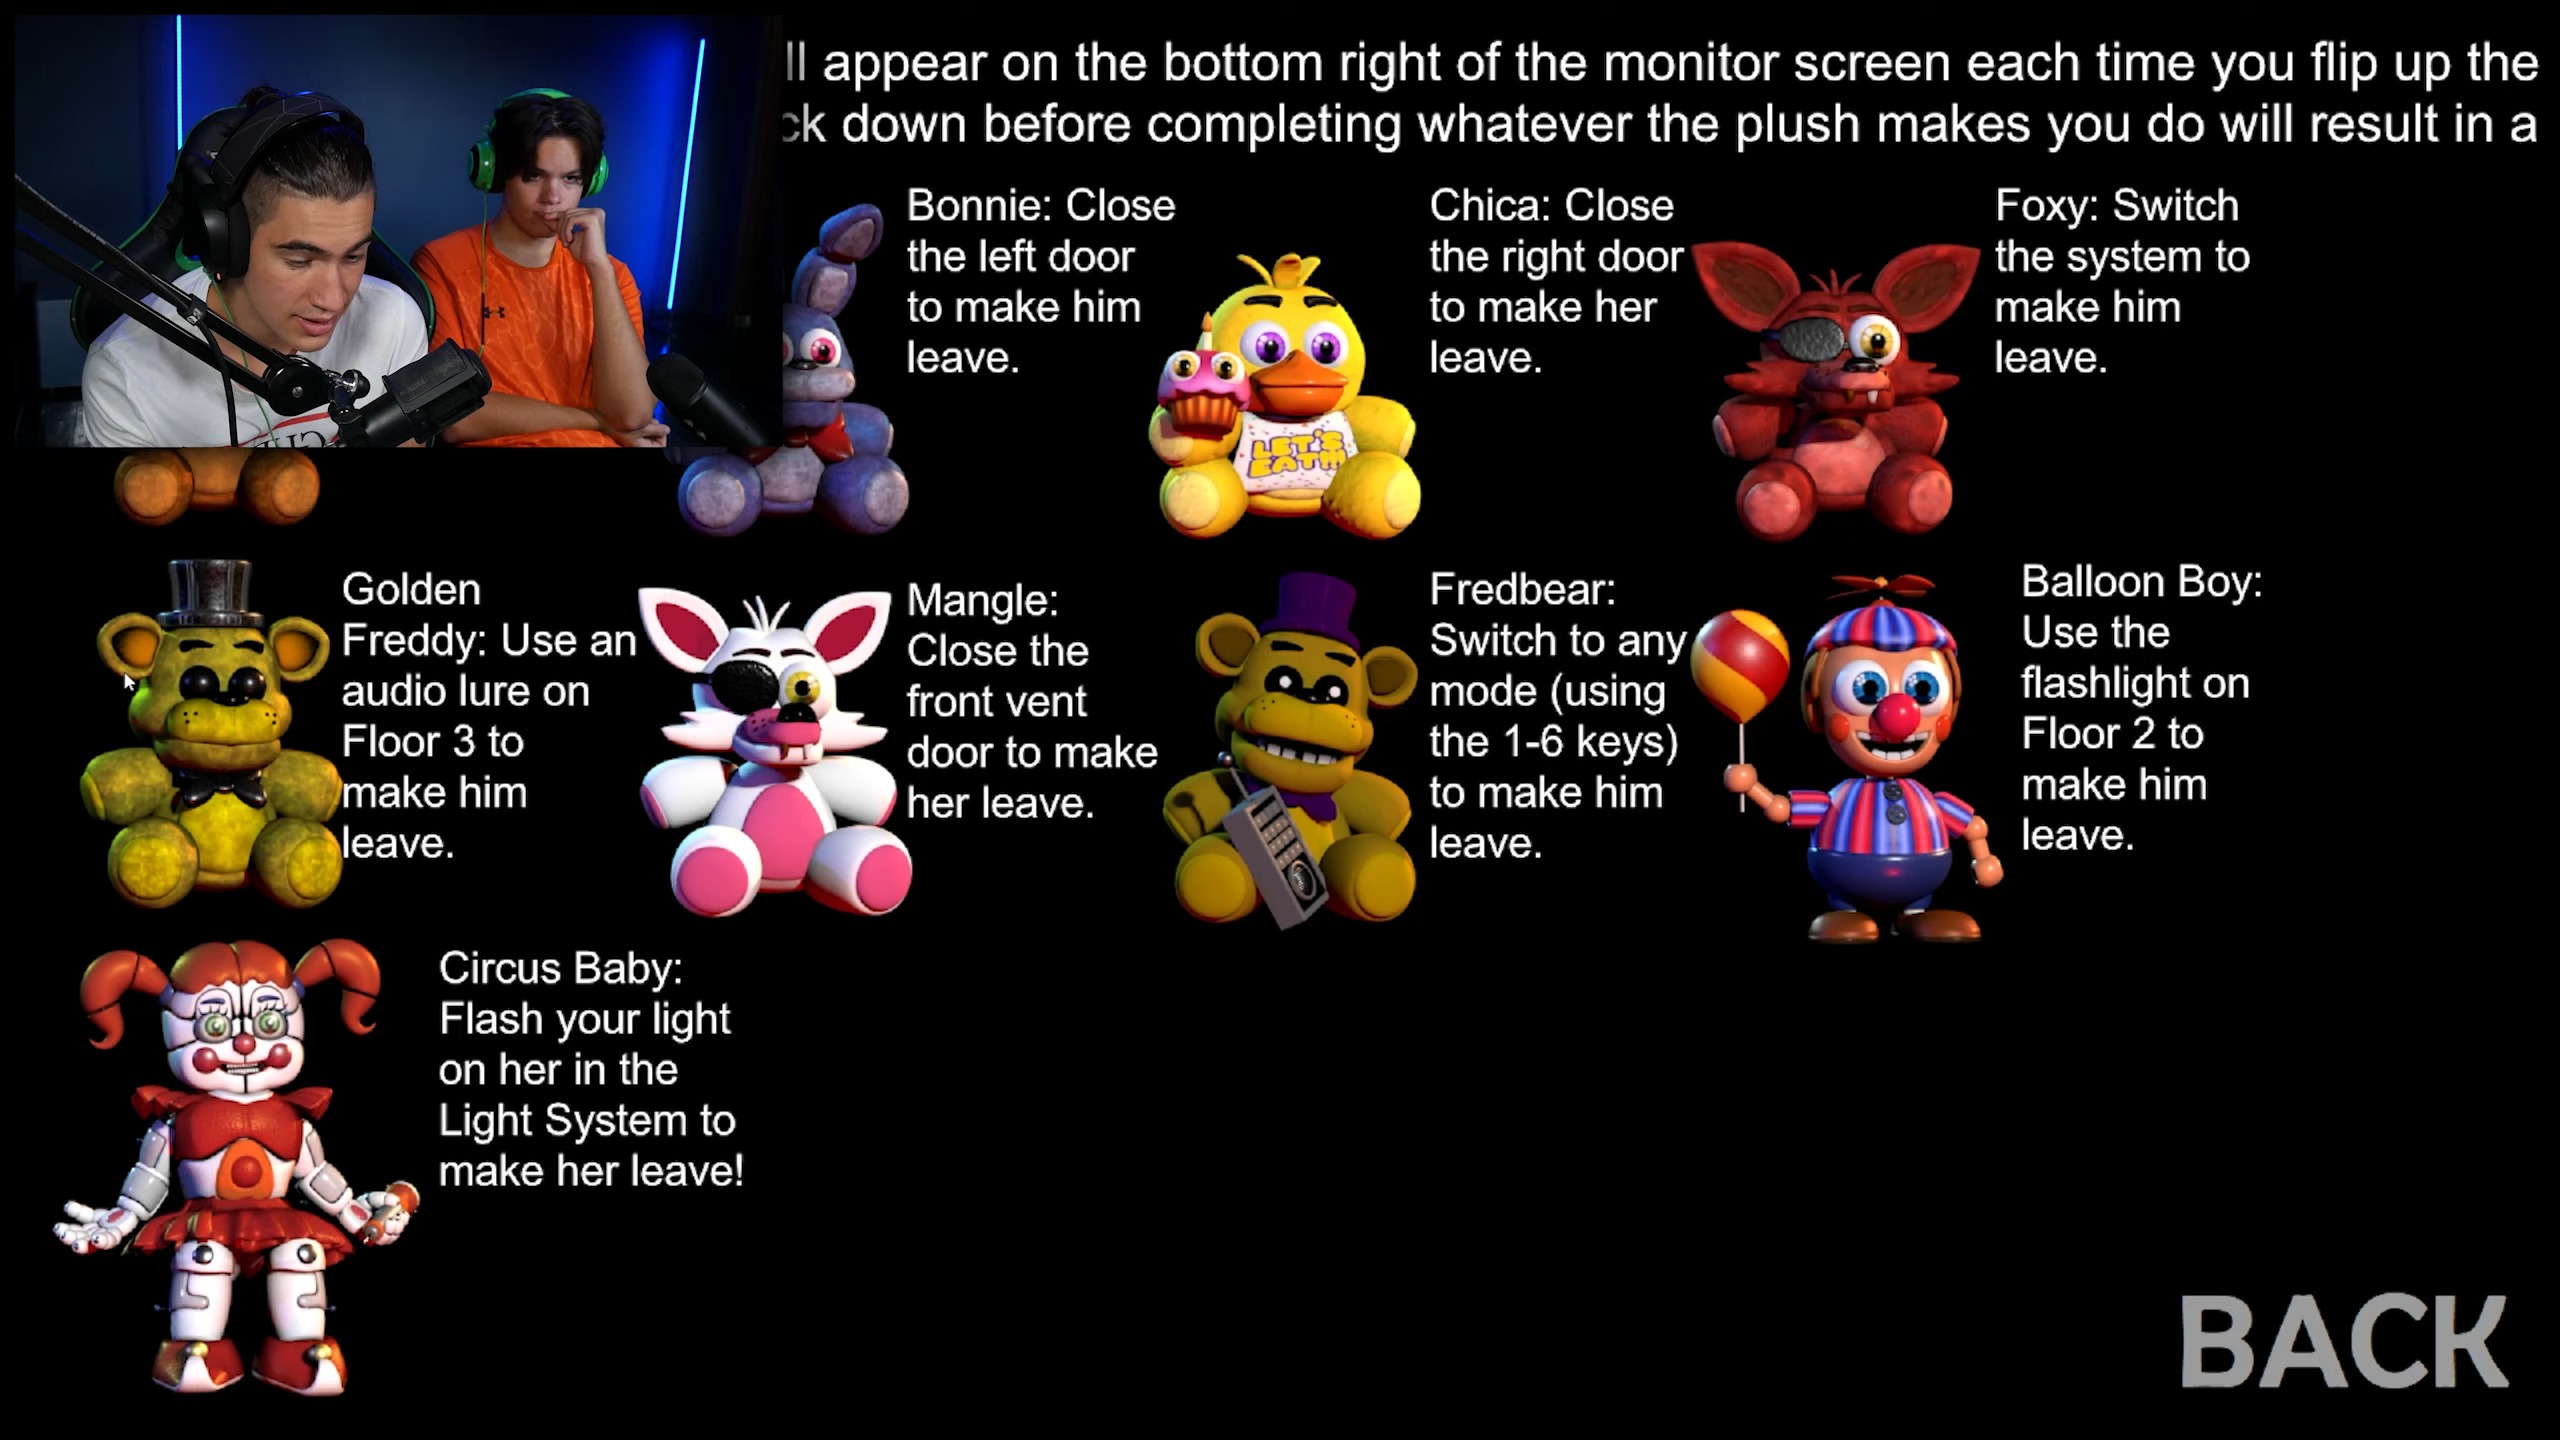 appear on the bottom right of the monitor screen each time you flip up the
down before completing whatever the plush makes you do will result in a
Bonnie: Close
the left door
to make him
leave.
Chica: Close
the right door
to make her
leave.
Foxy: Switch
the system to
make him
leave.
LET'S
EAT!!!
Golden
Freddy: Use an
audio lure on
Floor 3 to
make him
leave.
Mangle:
Close the
front vent
door to make
her leave.
Fredbear:
Switch to any
mode (using
the 1-6 keys)
to make him
leave.
Balloon Boy:
Use the
flashlight on
Floor 2 to
make him
leave.
Circus Baby:
Flash your light
on her in the
Light System to
make her leave!
BACK